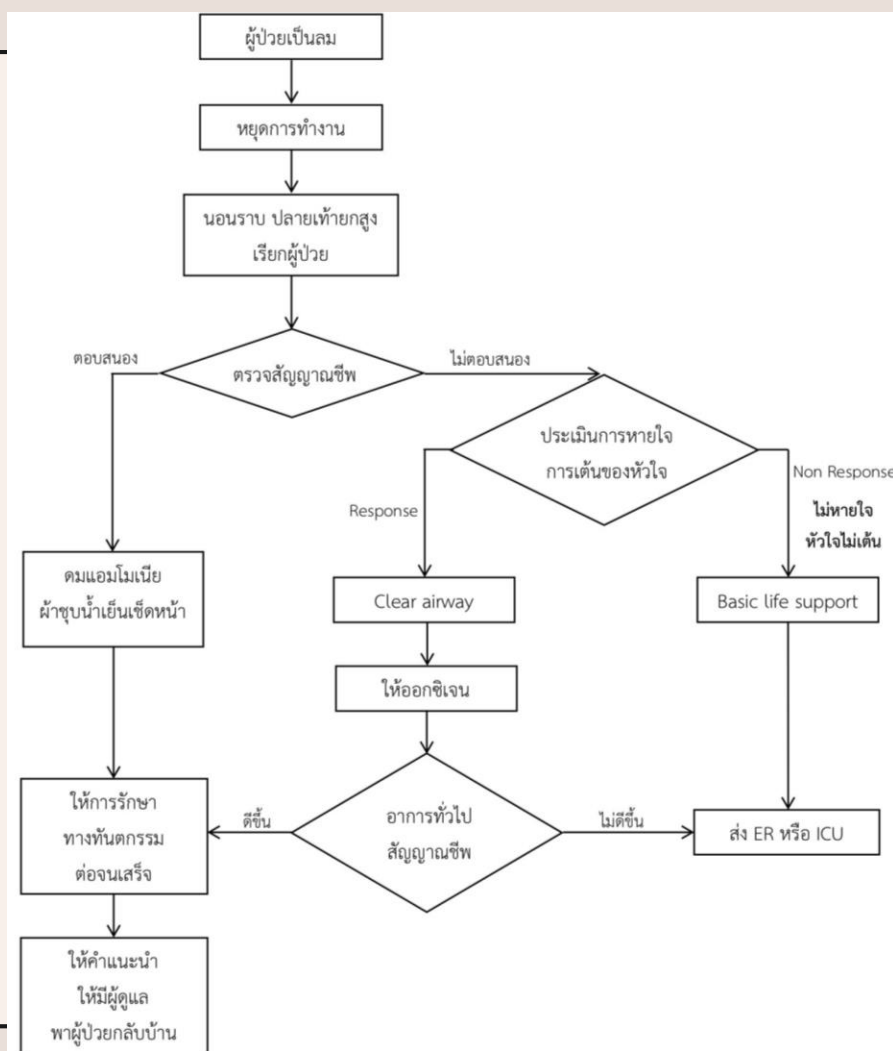 ผู้ป่วยเป็นลม
หยุดการทำงาน
นอนราบ ปลายเท้ายกสูง
เรียกผู้ป่วย
ตอบสนอง
ตรวจสัญญาณชีพ
ไม่ตอบสนอง
ประเมินการหายใจ
การเต้นของหัวใจ
Response
Non Response
ไม่หายใจ
หัวใจไม่เต้น
ดมแอมโมเนีย
ผ้าชุบน้ำเย็นเช็ดหน้า
Clear airway
Basic life support
ให้ออกซิเจน
ให้การรักษา
ทางทันตกรรม
ต่อจนเสร็จ
ดีขึ้น
อาการทั่วไป
สัญญาณชีพ
ไม่ดีขึ้น
ส่ง ER หรือ ICU
ให้คำแนะนำ
ให้มีผู้ดูแล
พาผู้ป่วยกลับบ้าน